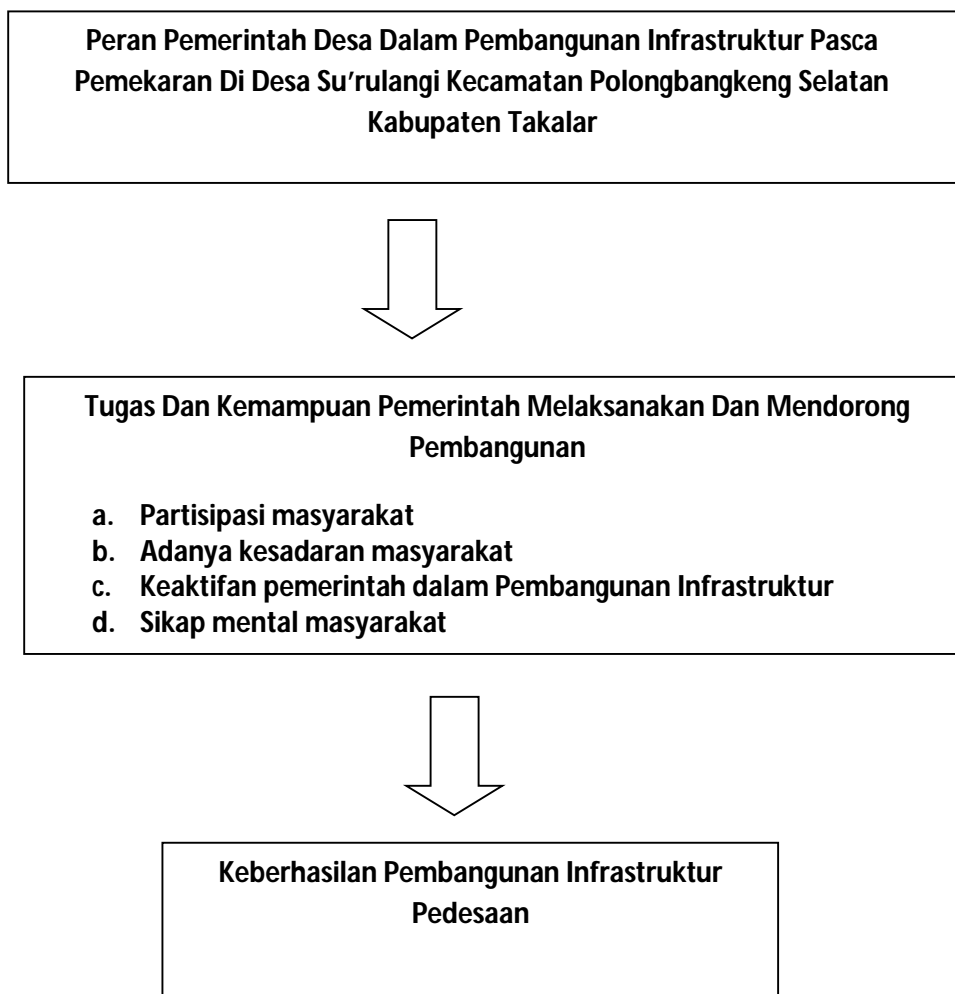 Peran Pemerintah Desa Dalam Pembangunan Infrastruktur Pasca
Pemekaran Di Desa Su’rulangi Kecamatan Polongbangkeng Selatan
Kabupaten Takalar
Tugas Dan Kemampuan Pemerintah Melaksanakan Dan Mendorong
Pembangunan
a. Partisipasi masyarakat
b. Adanya kesadaran masyarakat
c. Keaktifan pemerintah dalam Pembangunan Infrastruktur
d. Sikap mental masyarakat
Keberhasilan Pembangunan Infrastruktur
Pedesaan